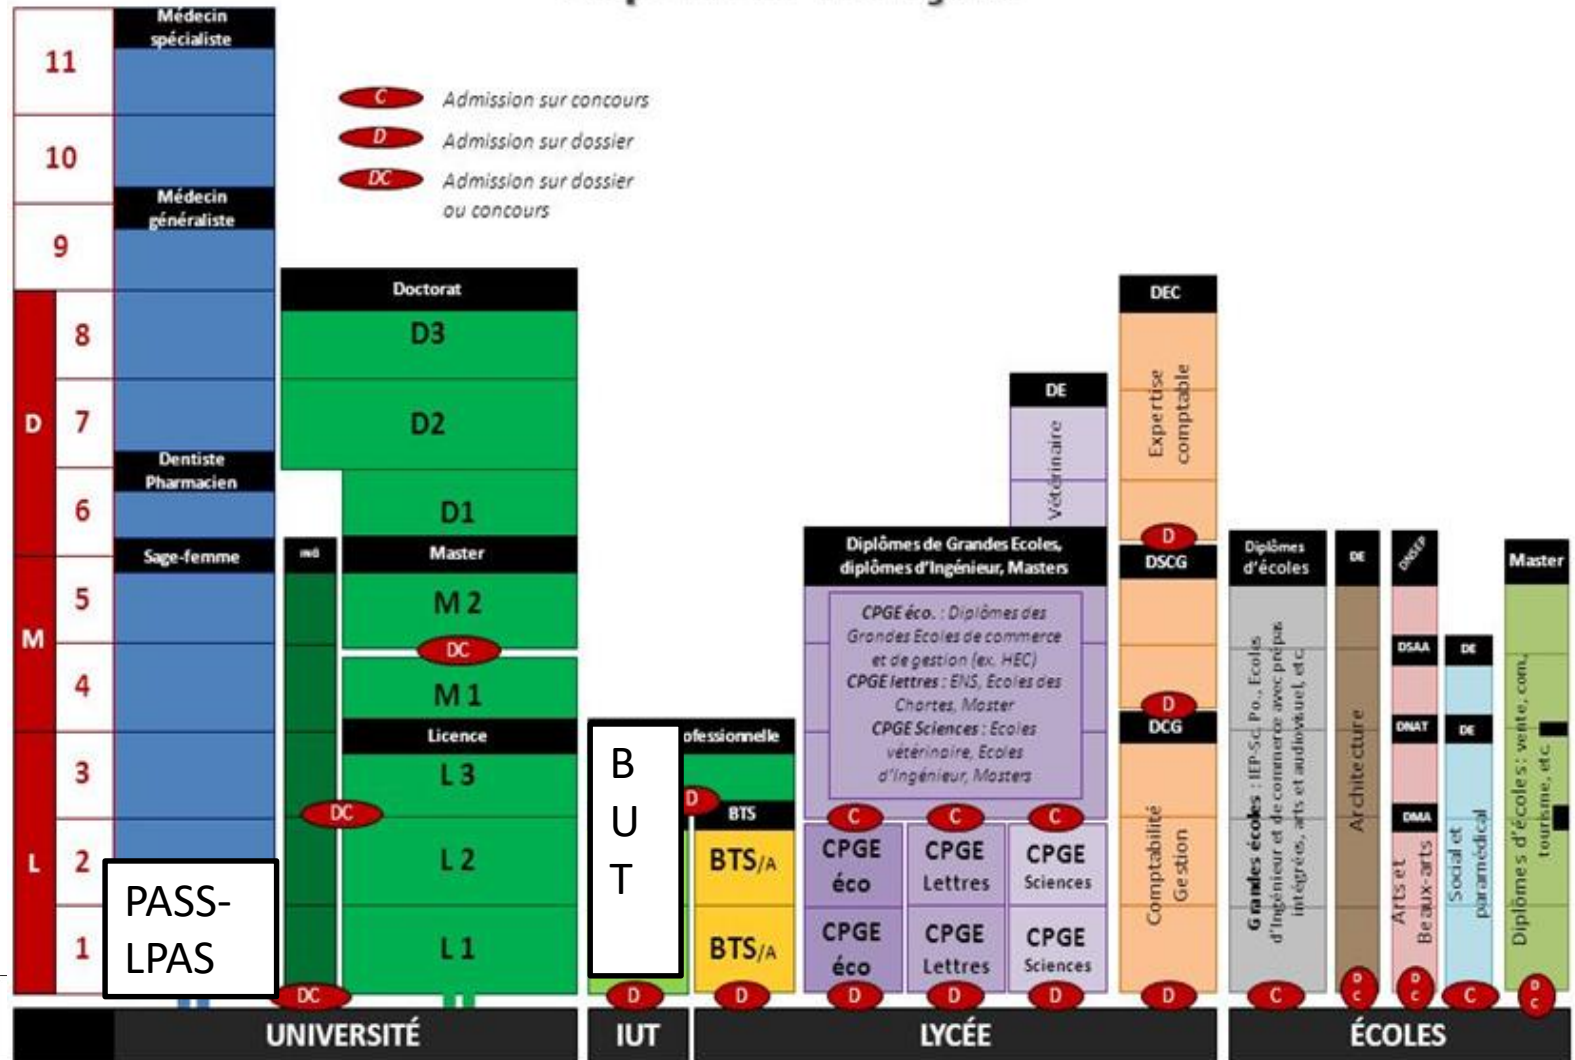 Médecin
spécialiste
11
10
Médecin
généraliste
9
C Admission sur concours
D Admission sur dossier
DC Admission sur dossier
ou concours
D
8
7
Dentiste
Pharmacien
6
Sage-femme
M
5
4
L
3
2
1
PASS-
LPAS
Doctorat
D3
D2
D1
ING
Master
M 2
DC
M 1
Licence
L 3
DC
L 2
L 1
DC
B
U
T
ofessionnelle
D
BTS
BTS/A
BTS/A
D
D
Diplômes de Grandes Ecoles,
diplômes d'Ingénieur, Masters
CPGE éco. : Diplômes des
Grandes Ecoles de commerce
et de gestion (ex. HEC)
CPGE lettres : ENS, Ecoles des
Chartes, Master
CPGE Sciences : Ecoles
vétérinaire, Ecoles
d'Ingénieur, Masters
C
C
C
CPGE
éco
CPGE
Lettres
CPGE
Sciences
CPGE
éco
CPGE
Lettres
CPGE
Sciences
D
D
D
DE
Vétérinaire
DEC
Expertise
comptable
D
DSCG
D
DCG
Comptabilité
Gestion
D
Diplômes
d'écoles
Grandes écoles : IEP-Sc. Po., Ecoles
d'Ingénieur et de commerce avec prépas
intégrées, arts et audiovisuel, etc.
C
DE
Architecture
D
C
DNSEP
DSAA
DNAT
DMA
Arts et
Beaux-arts
D
C
DE
DE
Social et
paramédical
C
Master
Diplômes d'écoles : vente, com.,
tourisme, etc.
D
C
UNIVERSITÉ
IUT
LYCÉE
ÉCOLES